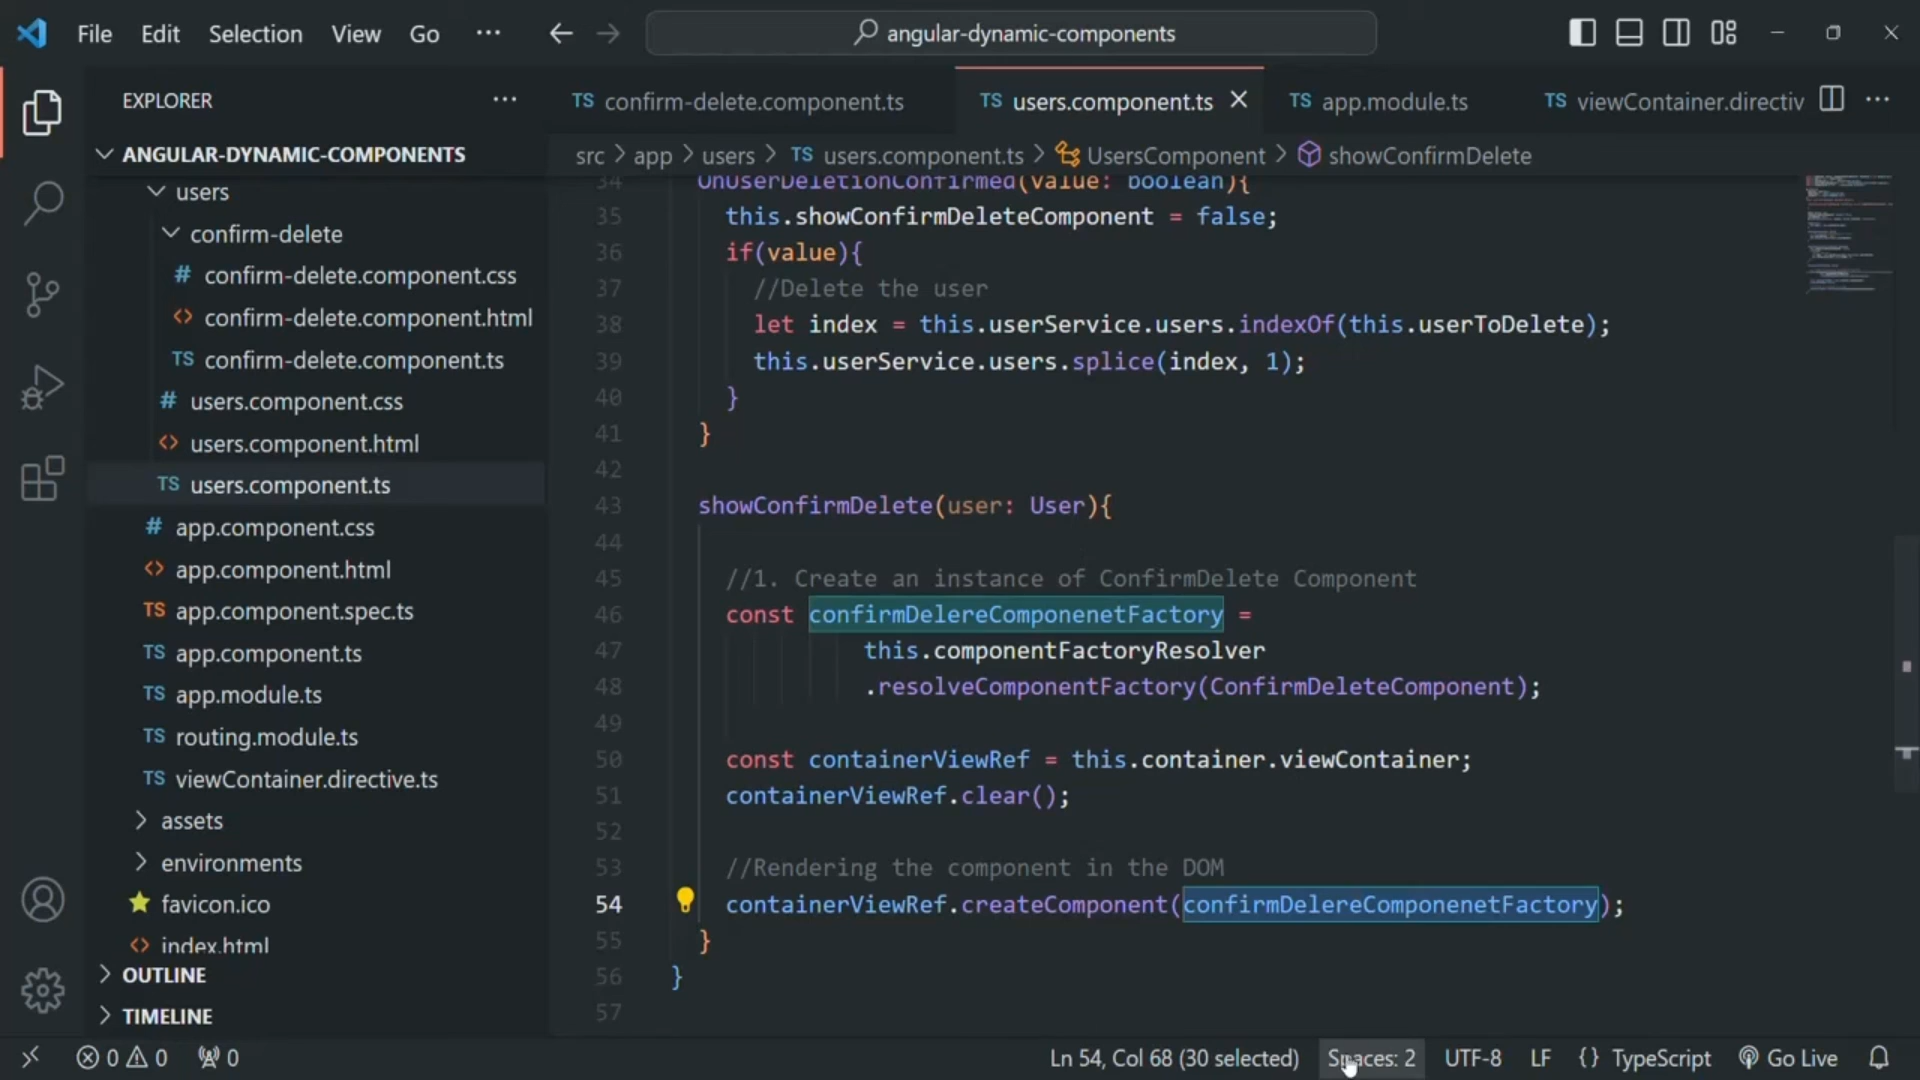 File Edit Selection View Go ··· angular-dynamic-components
EXPLORER ···
ANGULAR-DYNAMIC-COMPONENTS
users
confirm-delete
# confirm-delete.component.css
<> confirm-delete.component.html
TS confirm-delete.component.ts
# users.component.css
<> users.component.html
TS users.component.ts
# app.component.css
<> app.component.html
TS app.component.spec.ts
TS app.component.ts
TS app.module.ts
TS routing.module.ts
TS viewContainer.directive.ts
assets
environments
favicon.ico
<> index.html
OUTLINE
TIMELINE
TS confirm-delete.component.ts TS users.component.ts TS app.module.ts TS viewContainer.directiv ···
src > app > users > TS users.component.ts > UsersComponent > showConfirmDelete
34 OnUserDeletionConfirmed(value: boolean){
35 this.showConfirmDeleteComponent = false;
36 if(value){
37 //Delete the user
38 let index = this.userService.users.indexOf(this.userToDelete);
39 this.userService.users.splice(index, 1);
40 }
41 }
42
43 showConfirmDelete(user: User){
44
45 //1. Create an instance of ConfirmDelete Component
46 const confirmDelereComponenetFactory =
47 this.componentFactoryResolver
48 .resolveComponentFactory(ConfirmDeleteComponent);
49
50 const containerViewRef = this.container.viewContainer;
51 containerViewRef.clear();
52
53 //Rendering the component in the DOM
54 containerViewRef.createComponent(confirmDelereComponenetFactory);
55 }
56 }
57
0 0 0 Ln 54, Col 68 (30 selected) Spaces: 2 UTF-8 LF {} TypeScript Go Live